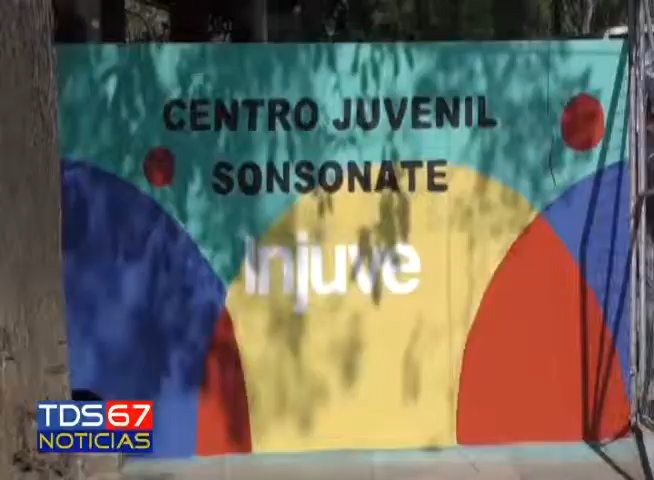 CENTRO JUVENIL
SONSONATE
Injuve
TDS67
NOTICIAS